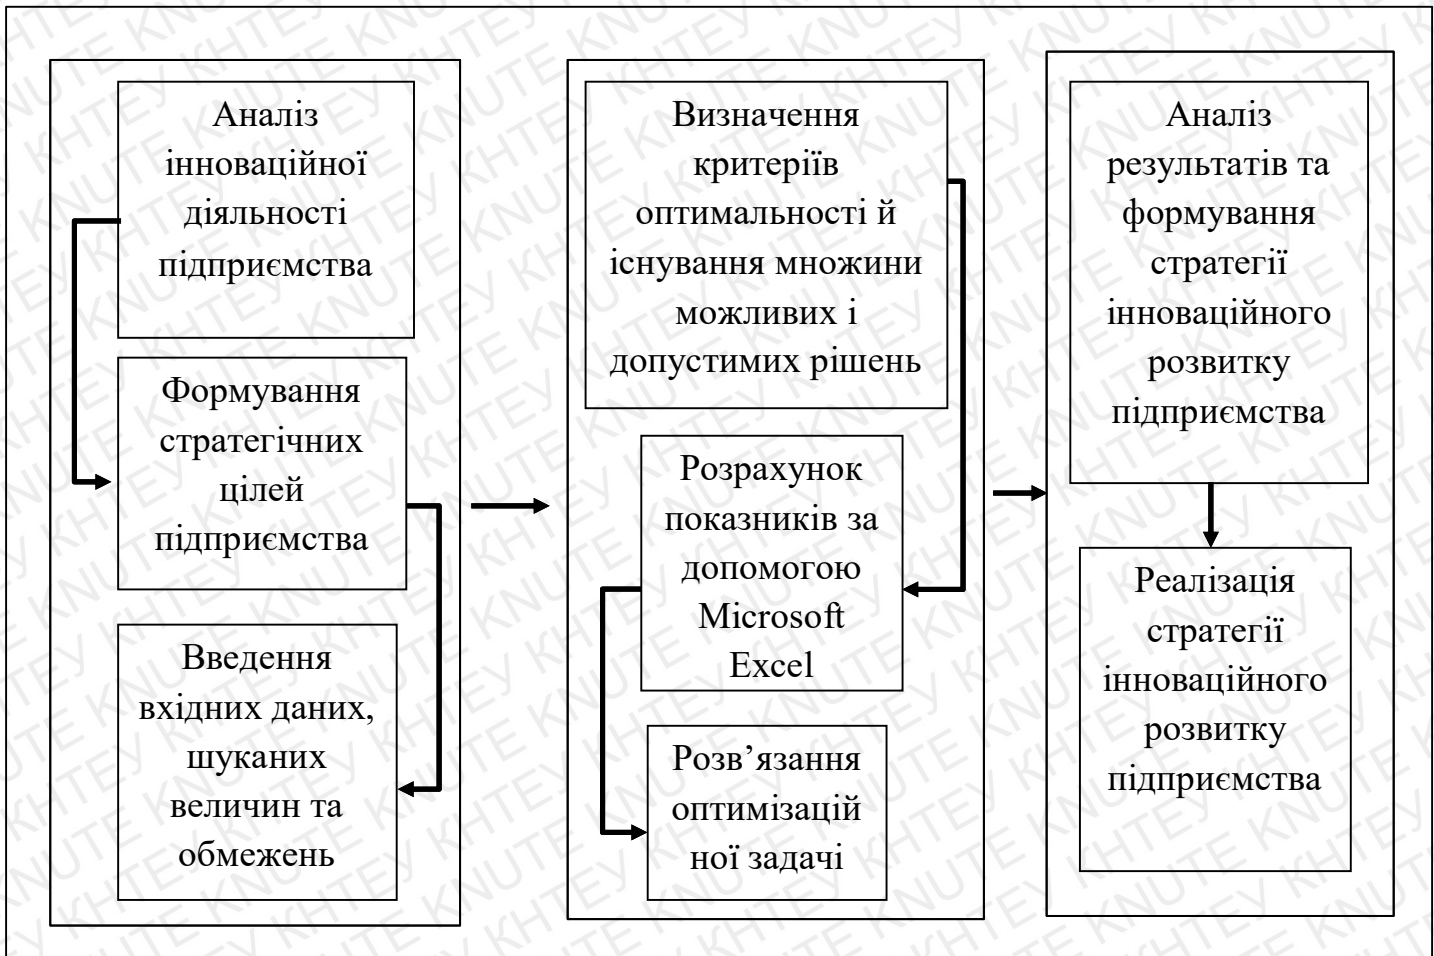 Аналіз
інноваційної
діяльності
підприємства
Формування
стратегічних
цілей
підприємства
Введення
вхідних даних,
шуканих
величин та
обмежень
Визначення
критеріїв
оптимальності й
існування множини
можливих і
допустимих рішень
Розрахунок
показників за
допомогою
Microsoft
Excel
Розв’язання
оптимізацій
ної задачі
Аналіз
результатів та
формування
стратегії
інноваційного
розвитку
підприємства
Реалізація
стратегії
інноваційного
розвитку
підприємства